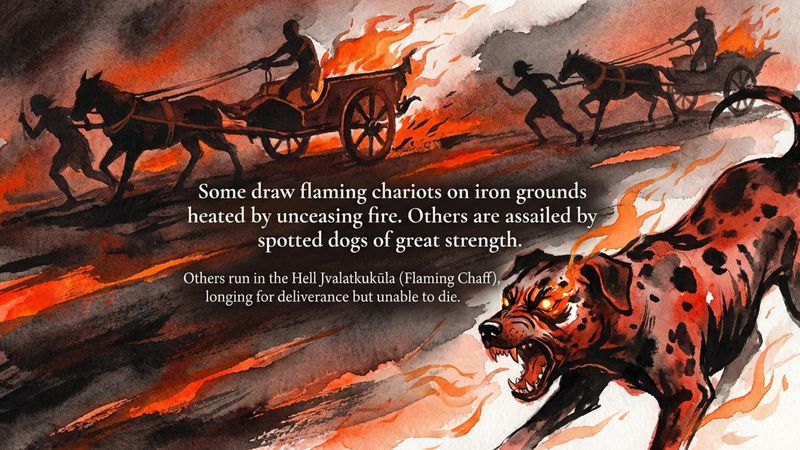 Some draw flaming chariots on iron grounds
heated by unceasing fire. Others are assailed by
spotted dogs of great strength.
Others run in the Hell Jvalatkukūla (Flaming Chaff),
longing for deliverance but unable to die.